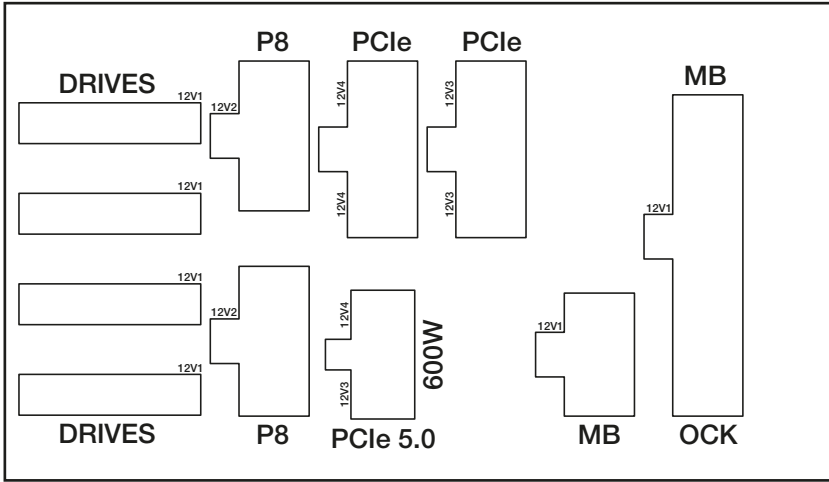 P8
PCIe
PCIe
MB
DRIVES
12V1
12V2
12V4
12V3
12V1
12V4
12V3
12V1
12V1
12V2
12V4
600W
12V1
12V3
12V1
DRIVES
P8
PCIe 5.0
MB
OCK